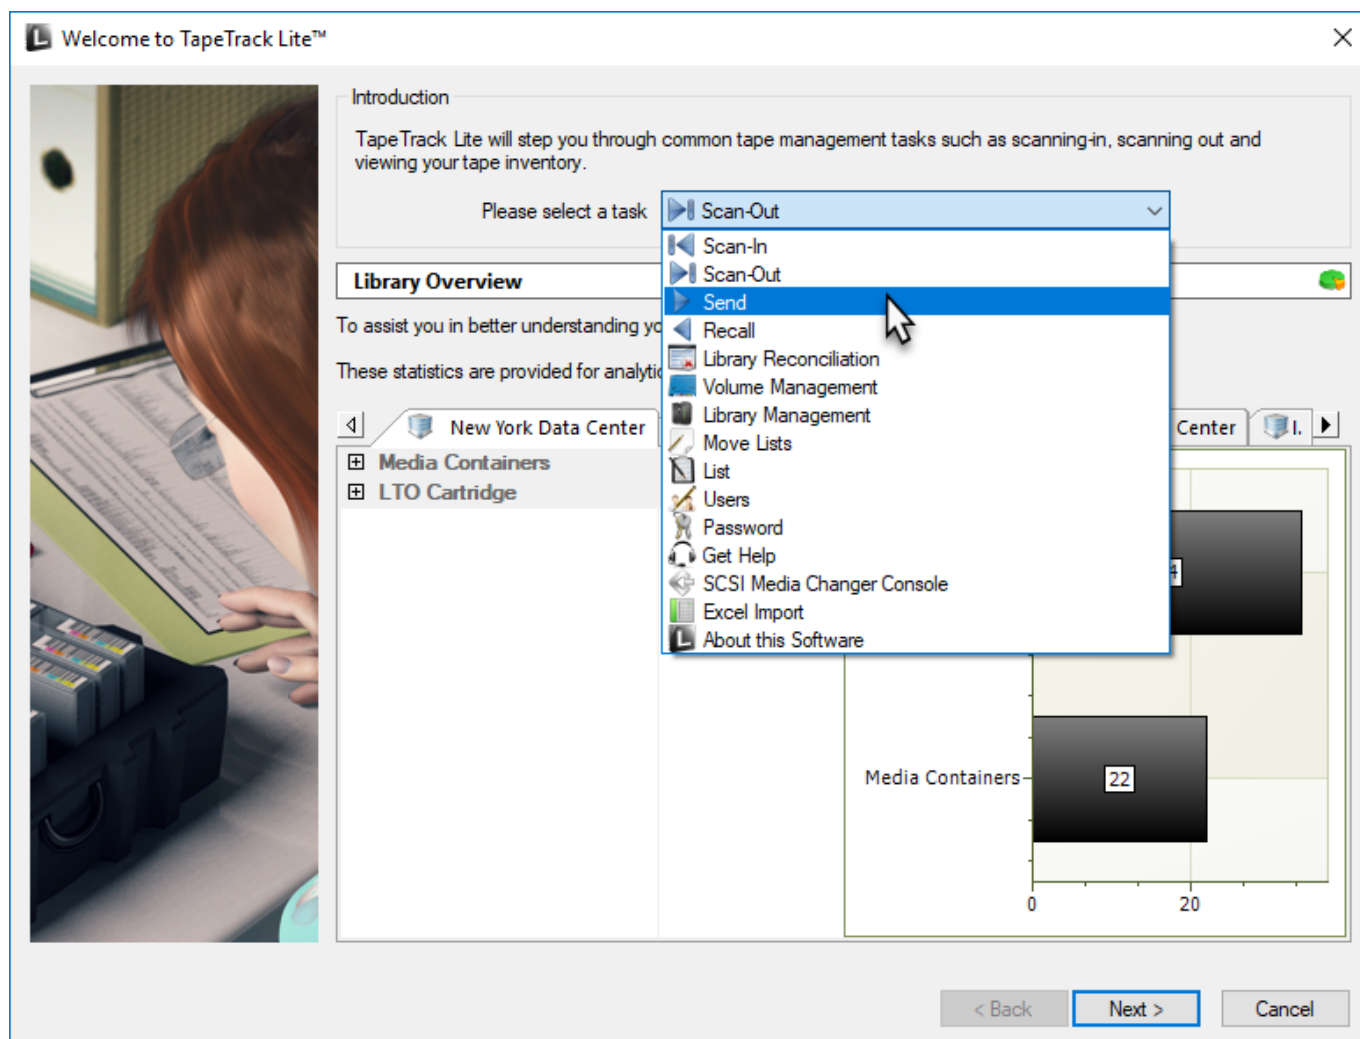 Welcome to TapeTrack Lite™
Introduction
TapeTrack Lite will step you through common tape management tasks such as scanning-in, scanning out and
viewing your tape inventory.
Please select a task
Scan-Out
Scan-In
Scan-Out
Send
Recall
Library Reconciliation
Volume Management
Library Management
Move Lists
List
Users
Password
Get Help
SCSI Media Changer Console
Excel Import
About this Software
Library Overview
To assist you in better understanding
These statistics are provided for
New York Data Center
Center
I.
Media Containers
LTO Cartridge
4
Media Containers
22
0
20
< Back
Next >
Cancel